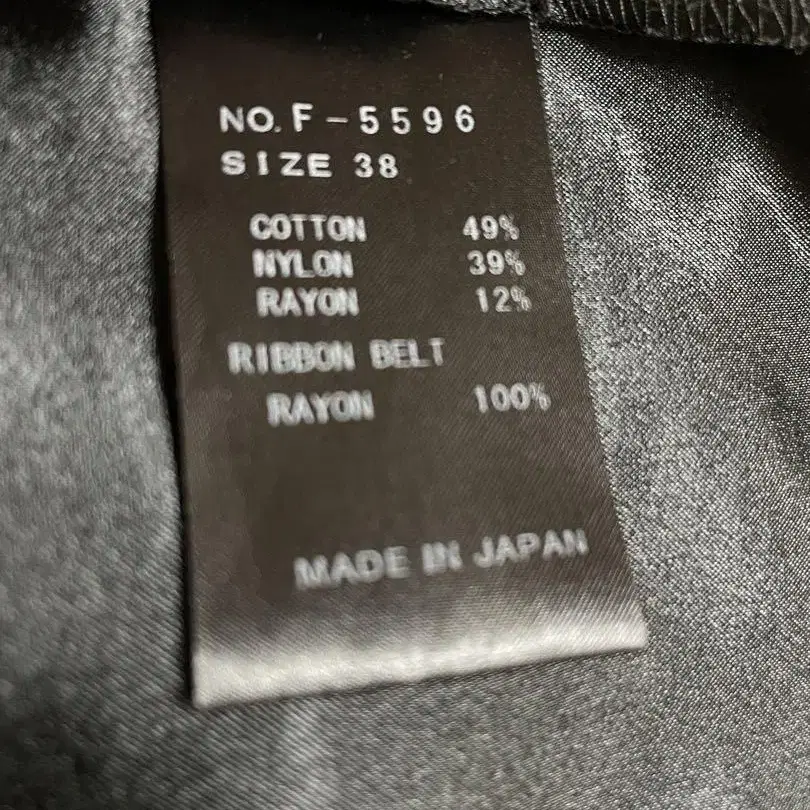 NO. F-5596
SIZE 38
COTTON 49%
NYLON 39%
RAYON 12%
RIBBON BELT
RAYON 100%
MADE IN JAPAN